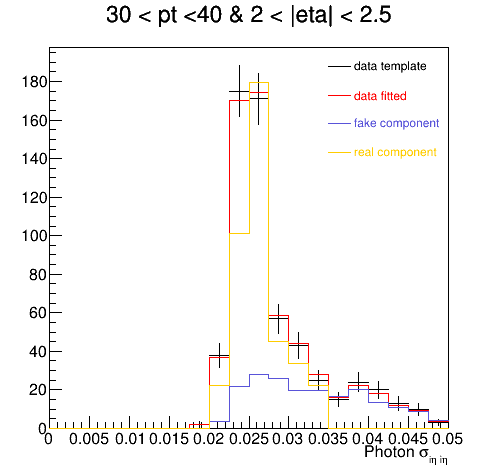 30 < pt <40 & 2 < |eta| < 2.5
data template
data fitted
fake component
real component
180
160
140
120
100
80
60
40
20
0
0 0.005 0.01 0.015 0.02 0.025 0.03 0.035 0.04 0.045 0.05
Photon σiη iη